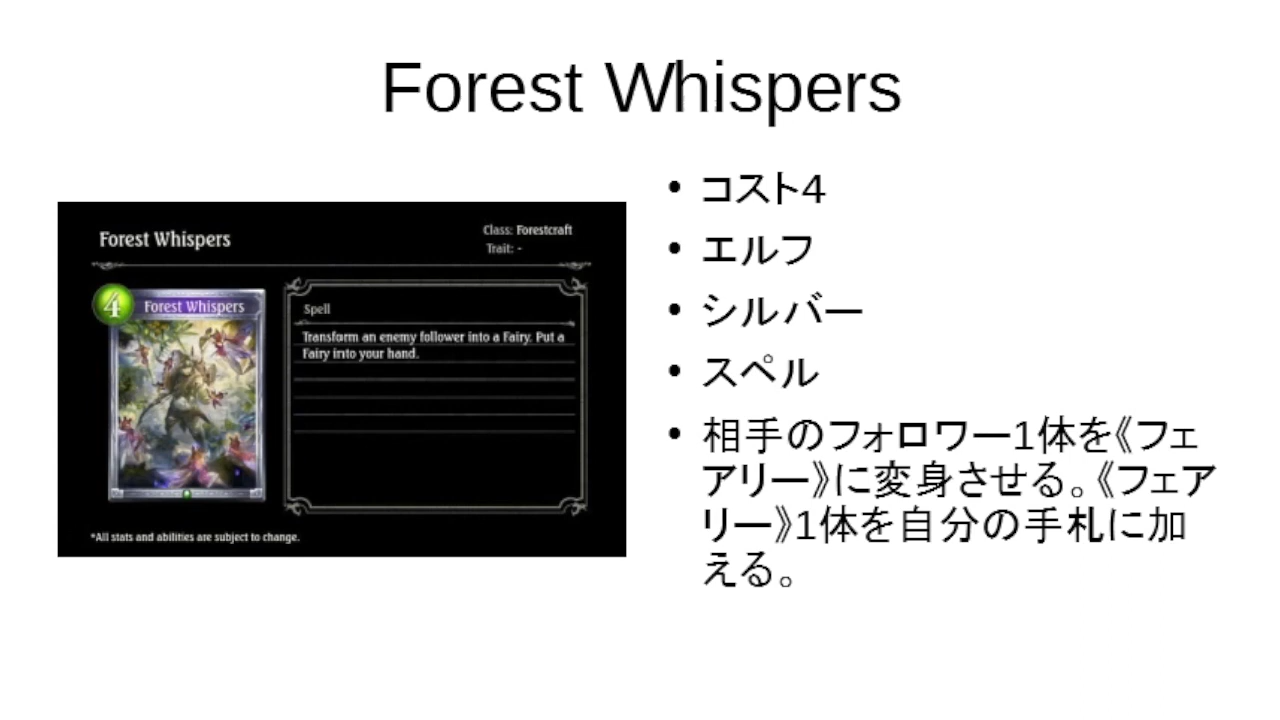 Forest Whispers
Forest Whispers
Class: Forestcraft
Trait: -
4
Forest Whispers
Spell
Transform an enemy follower into a Fairy. Put a
Fairy into your hand.
*All stats and abilities are subject to change.
• コスト4
• エルフ
• シルバー
• スペル
• 相手のフォロワー1体を《フェ
アリー》に変身させる。《フェア
リー》1体を自分の手札に加
える。